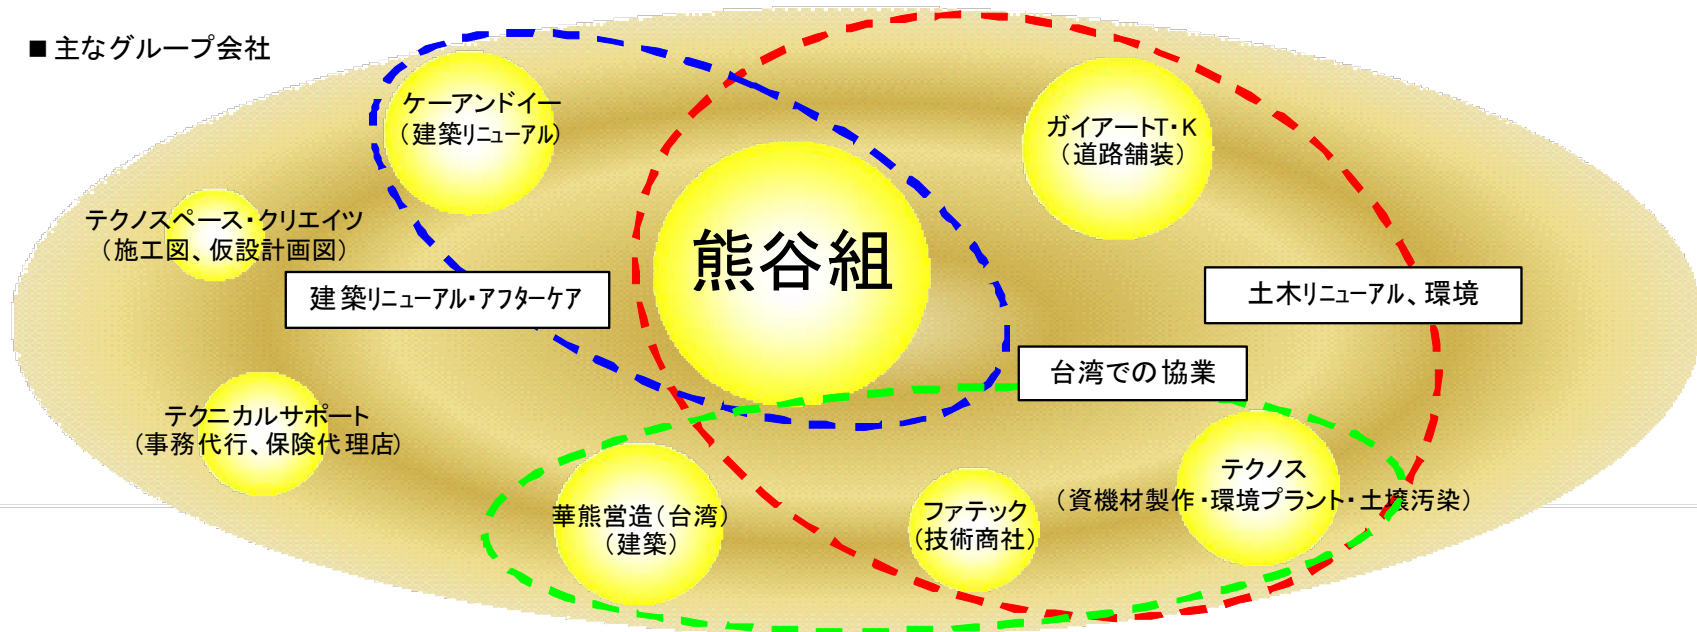 ■ 主なグループ会社
ケーアンドイー
（建築リニューアル）
ガイアートT・K
（道路舗装）
テクノスペース・クリエイツ
（施工図、仮設計画図）
熊谷組
建築リニューアル・アフターケア
土木リニューアル、環境
台湾での協業
テクニカルサポート
（事務代行、保険代理店）
華熊営造（台湾）
（建築）
ファテック
（技術商社）
テクノス
（資機材製作・環境プラント・土壌汚染）